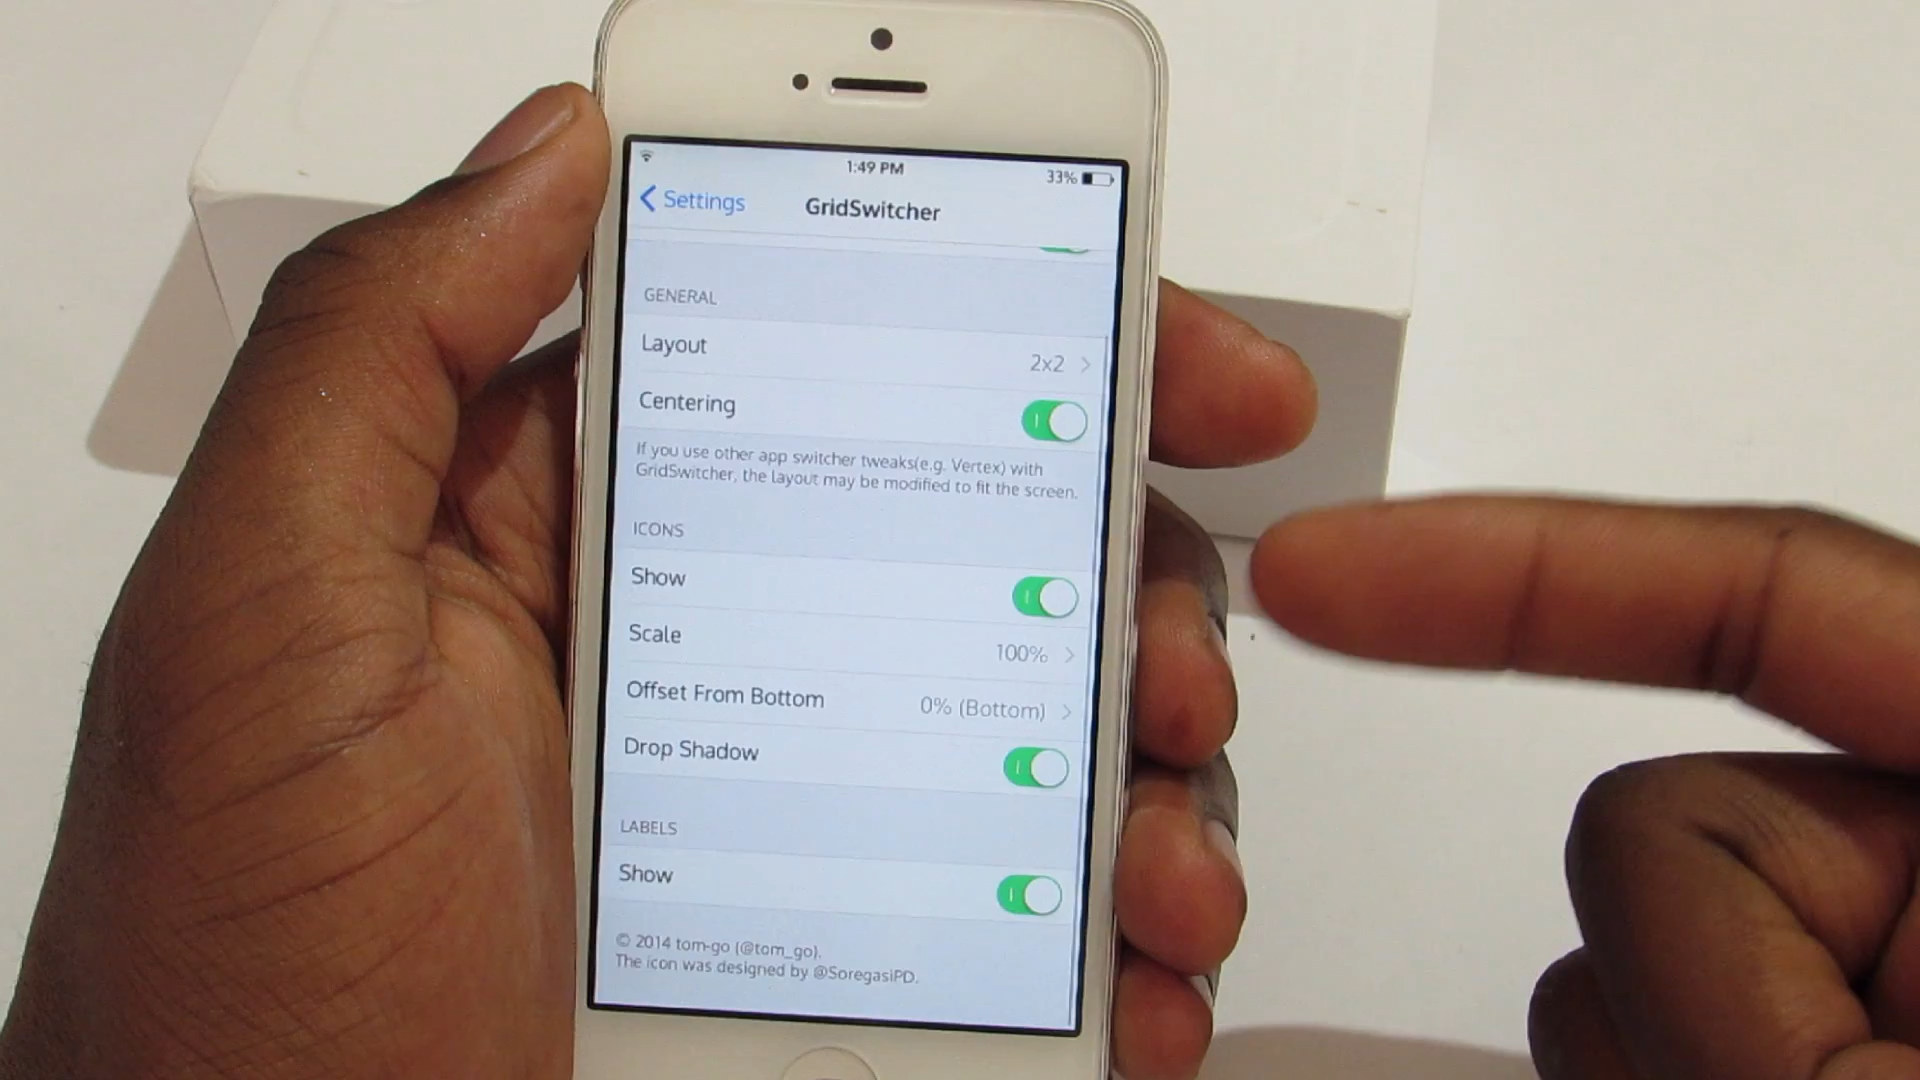 1:49 PM
33%
Settings
GridSwitcher
GENERAL
Layout 2x2
Centering
If you use other app switcher tweaks(e.g. Vertex) with
GridSwitcher, the layout may be modified to fit the screen.
ICONS
Show
Scale 100%
Offset From Bottom 0% (Bottom)
Drop Shadow
LABELS
Show
© 2014 tom-go (@tom_go).
The icon was designed by @SoregasiPD.